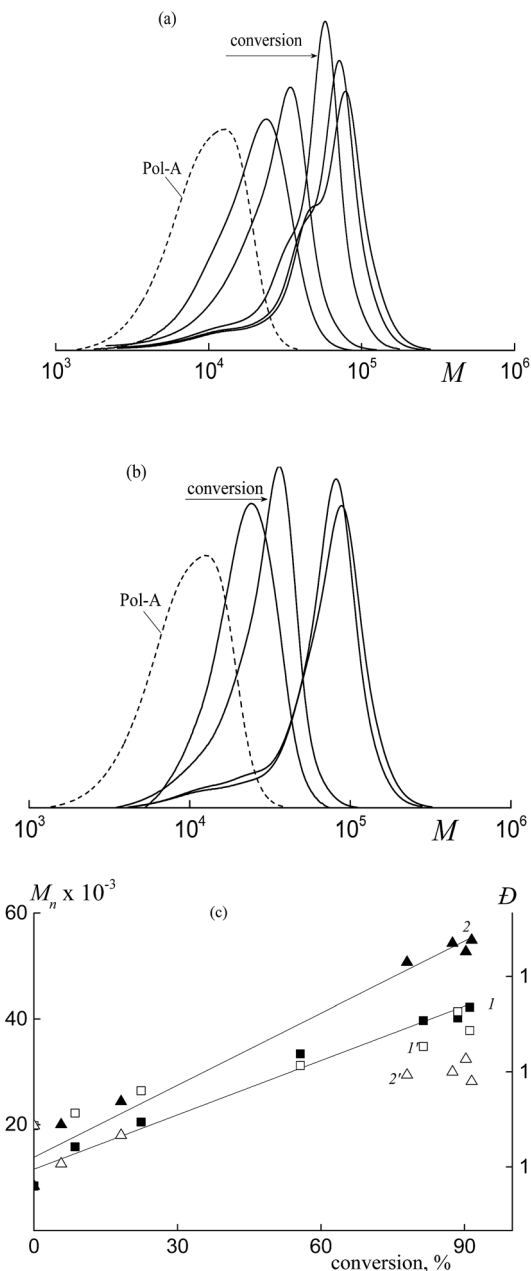 (a)
conversion
Pol-A
10³ 10⁴ 10⁵ M 10⁶
(b)
conversion
Pol-A
10³ 10⁴ 10⁵ M 10⁶
Mₙ x 10⁻³ (c) Đ
60
2
1
40 1
1'
2' 1
20
1
0 30 60 90
conversion, %